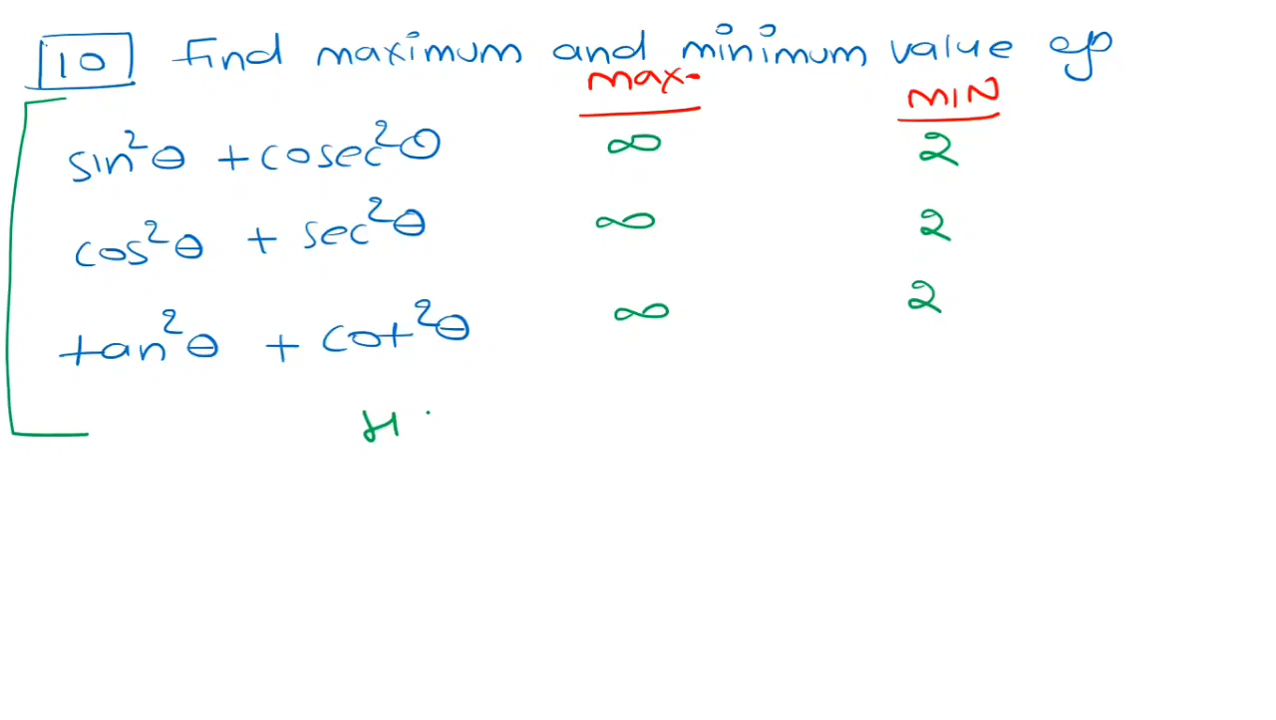 10 Find maximum and minimum value of
max. MIN
sin²θ + cosec²θ ∞ 2
cos²θ + sec²θ ∞ 2
tan²θ + cot²θ ∞ 2
H.